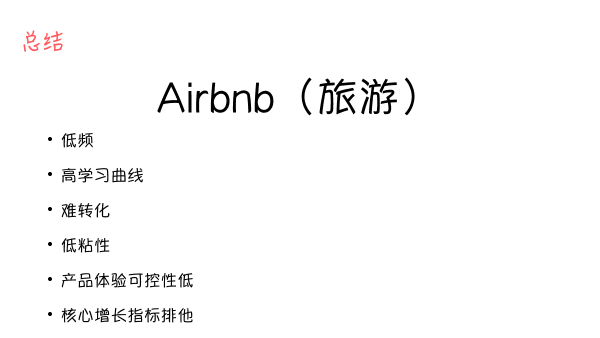 总结
Airbnb（旅游）
• 低频
• 高学习曲线
• 难转化
• 低粘性
• 产品体验可控性低
• 核心增长指标排他